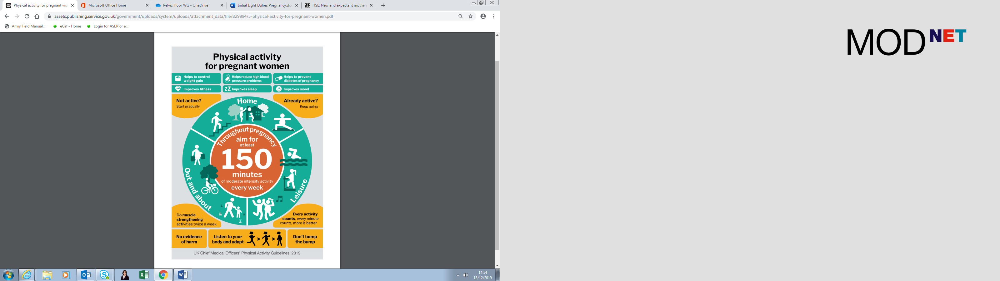 Physical activity for pregnant wo
Microsoft Office Home
Pelvic Floor WG - OneDrive
Initial Light Duties Pregnancy.do
HSE: New and expectant mother
assets.publishing.service.gov.uk/government/uploads/system/uploads/attachment_data/file/829894/5-physical-activity-for-pregnant-women.pdf
Army Field Manual...
eCaf - Home
Login for ASER or e...
MOD NET
Physical activity
for pregnant women
Helps to control
weight gain
Helps reduce high blood
pressure problems
Helps to prevent
diabetes of pregnancy
Improves fitness
ZZ Improves sleep
Improves mood
Not active?
Start gradually
Home
Already active?
Keep going
Throughout pregnancy
aim for
at least
150
minutes
of moderate intensity activity
every week
Out and about
Leisure
Do muscle
strengthening
activities twice a week
Every activity
counts, every minute
counts, more is better
No evidence
of harm
Listen to your
body and adapt
> >
Don't bump
the bump
UK Chief Medical Officers' Physical Activity Guidelines, 2019
14:54
18/12/2019